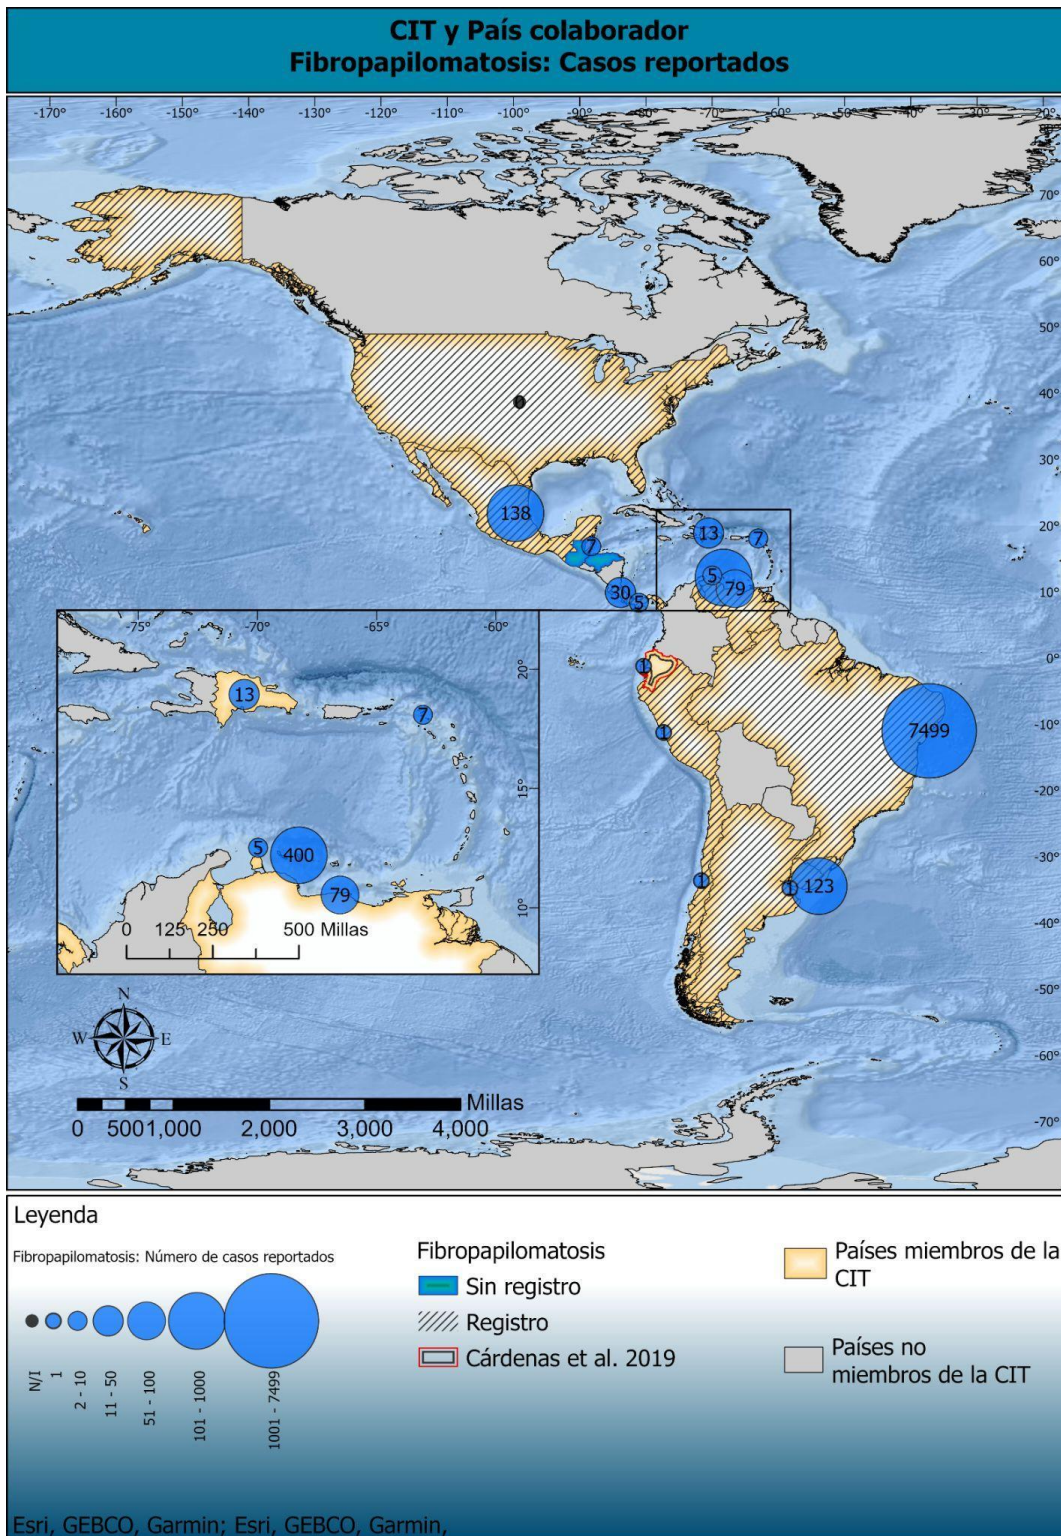 CIT y País colaborador
Fibropapilomatosis: Casos reportados
-170° -160° -150° -140° -130° -120° -110° -100° -90° -80° -70° -60° -50° -40° -30° -20°
70°
60°
50°
40°
30°
20°
10°
0°
-10°
-20°
-30°
-40°
-50°
-60°
-70°
138
7
13
7
30
5
5
79
1
1
7499
1
1
123
-75° -70° -65° -60°
20°
15°
10°
13
7
5
400
79
0 125 250 500 Millas
N
W E
S
Millas
0 500 1,000 2,000 3,000 4,000
Leyenda
Fibropapilomatosis: Número de casos reportados
N/I
1
2 - 10
11 - 50
51 - 100
101 - 1000
1001 - 7499
Fibropapilomatosis
Sin registro
Registro
Cárdenas et al. 2019
Países miembros de la
CIT
Países no
miembros de la CIT
Esri, GEBCO, Garmin; Esri, GEBCO, Garmin,